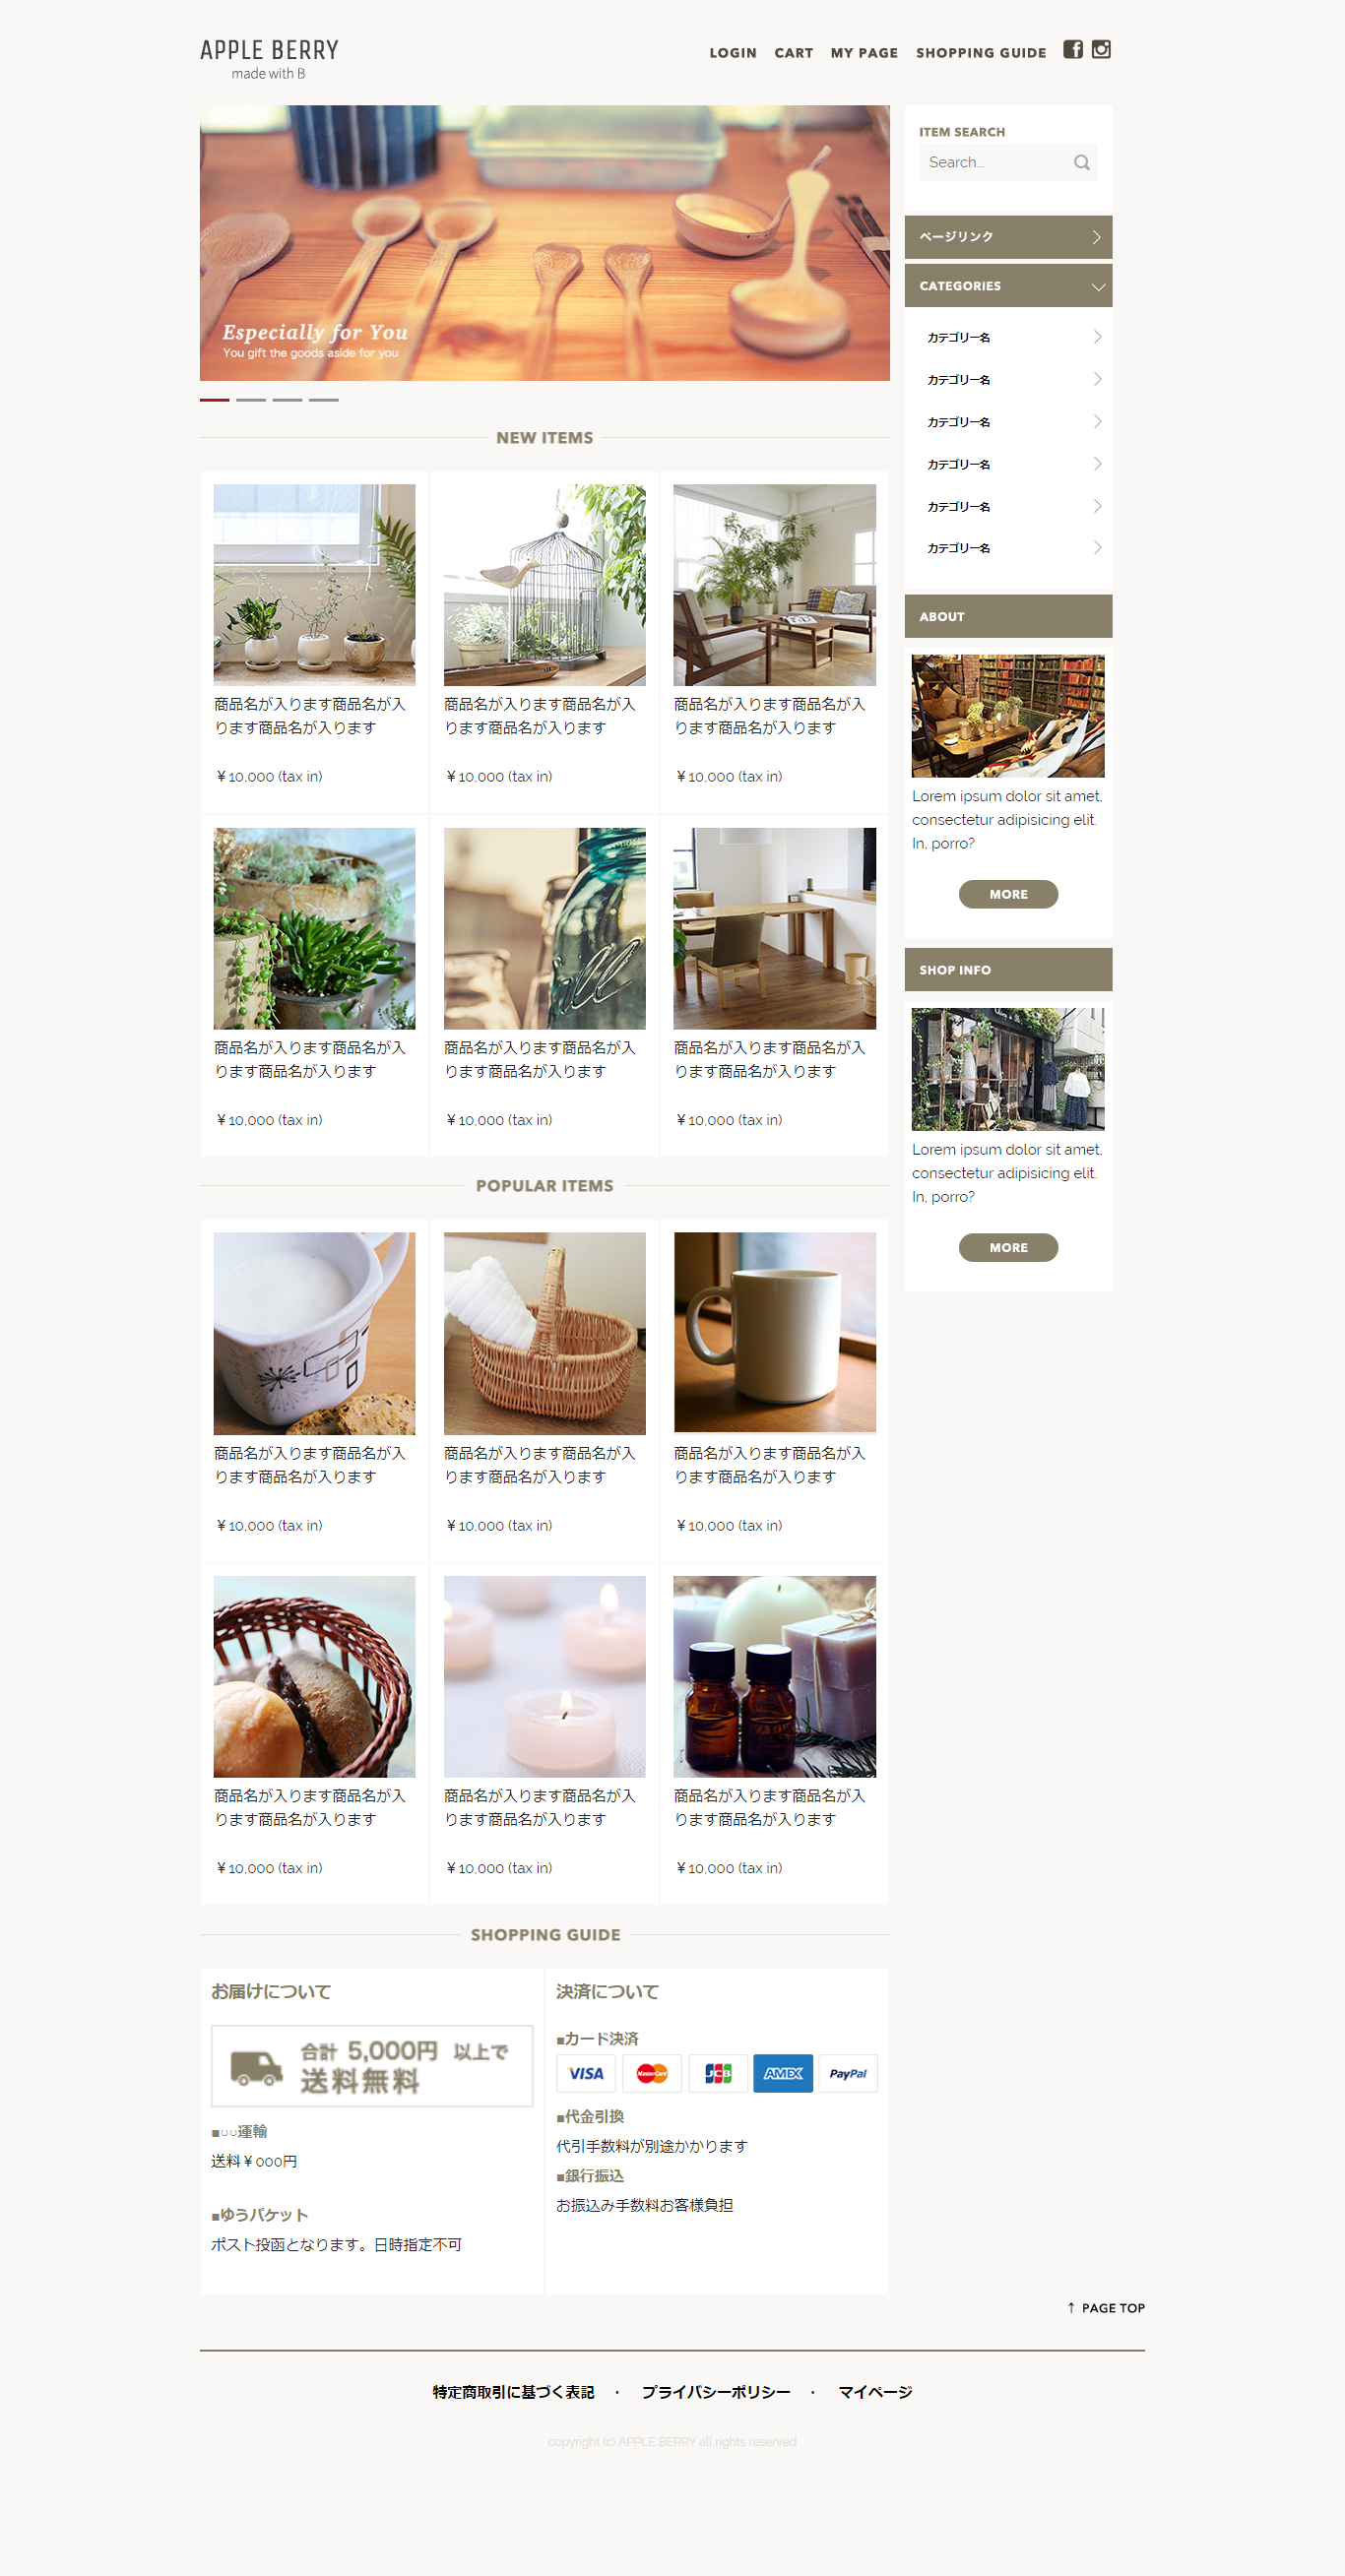 APPLE BERRY
made with B
LOGIN CART MY PAGE SHOPPING GUIDE
Especially for You
You gift the goods aside for you
ITEM SEARCH
Search...
ページリンク
CATEGORIES
カテゴリー名
カテゴリー名
カテゴリー名
カテゴリー名
カテゴリー名
カテゴリー名
ABOUT
Lorem ipsum dolor sit amet,
consectetur adipisicing elit.
In, porro?
MORE
SHOP INFO
Lorem ipsum dolor sit amet,
consectetur adipisicing elit.
In, porro?
MORE
NEW ITEMS
商品名が入ります商品名が入
ります商品名が入ります
￥10,000 (tax in)
商品名が入ります商品名が入
ります商品名が入ります
￥10,000 (tax in)
商品名が入ります商品名が入
ります商品名が入ります
￥10,000 (tax in)
商品名が入ります商品名が入
ります商品名が入ります
￥10,000 (tax in)
商品名が入ります商品名が入
ります商品名が入ります
￥10,000 (tax in)
商品名が入ります商品名が入
ります商品名が入ります
￥10,000 (tax in)
POPULAR ITEMS
商品名が入ります商品名が入
ります商品名が入ります
￥10,000 (tax in)
商品名が入ります商品名が入
ります商品名が入ります
￥10,000 (tax in)
商品名が入ります商品名が入
ります商品名が入ります
￥10,000 (tax in)
商品名が入ります商品名が入
ります商品名が入ります
￥10,000 (tax in)
商品名が入ります商品名が入
ります商品名が入ります
￥10,000 (tax in)
商品名が入ります商品名が入
ります商品名が入ります
￥10,000 (tax in)
SHOPPING GUIDE
お届けについて
合計 5,000円 以上で
送料無料
■○○運輸
送料￥000円
■ゆうパケット
ポスト投函となります。日時指定不可
決済について
■カード決済
VISA MasterCard JCB AMEX PayPal
■代金引換
代引手数料が別途かかります
■銀行振込
お振込み手数料お客様負担
↑ PAGE TOP
特定商取引に基づく表記 ・ プライバシーポリシー ・ マイページ
copyright (c) APPLE BERRY all rights reserved